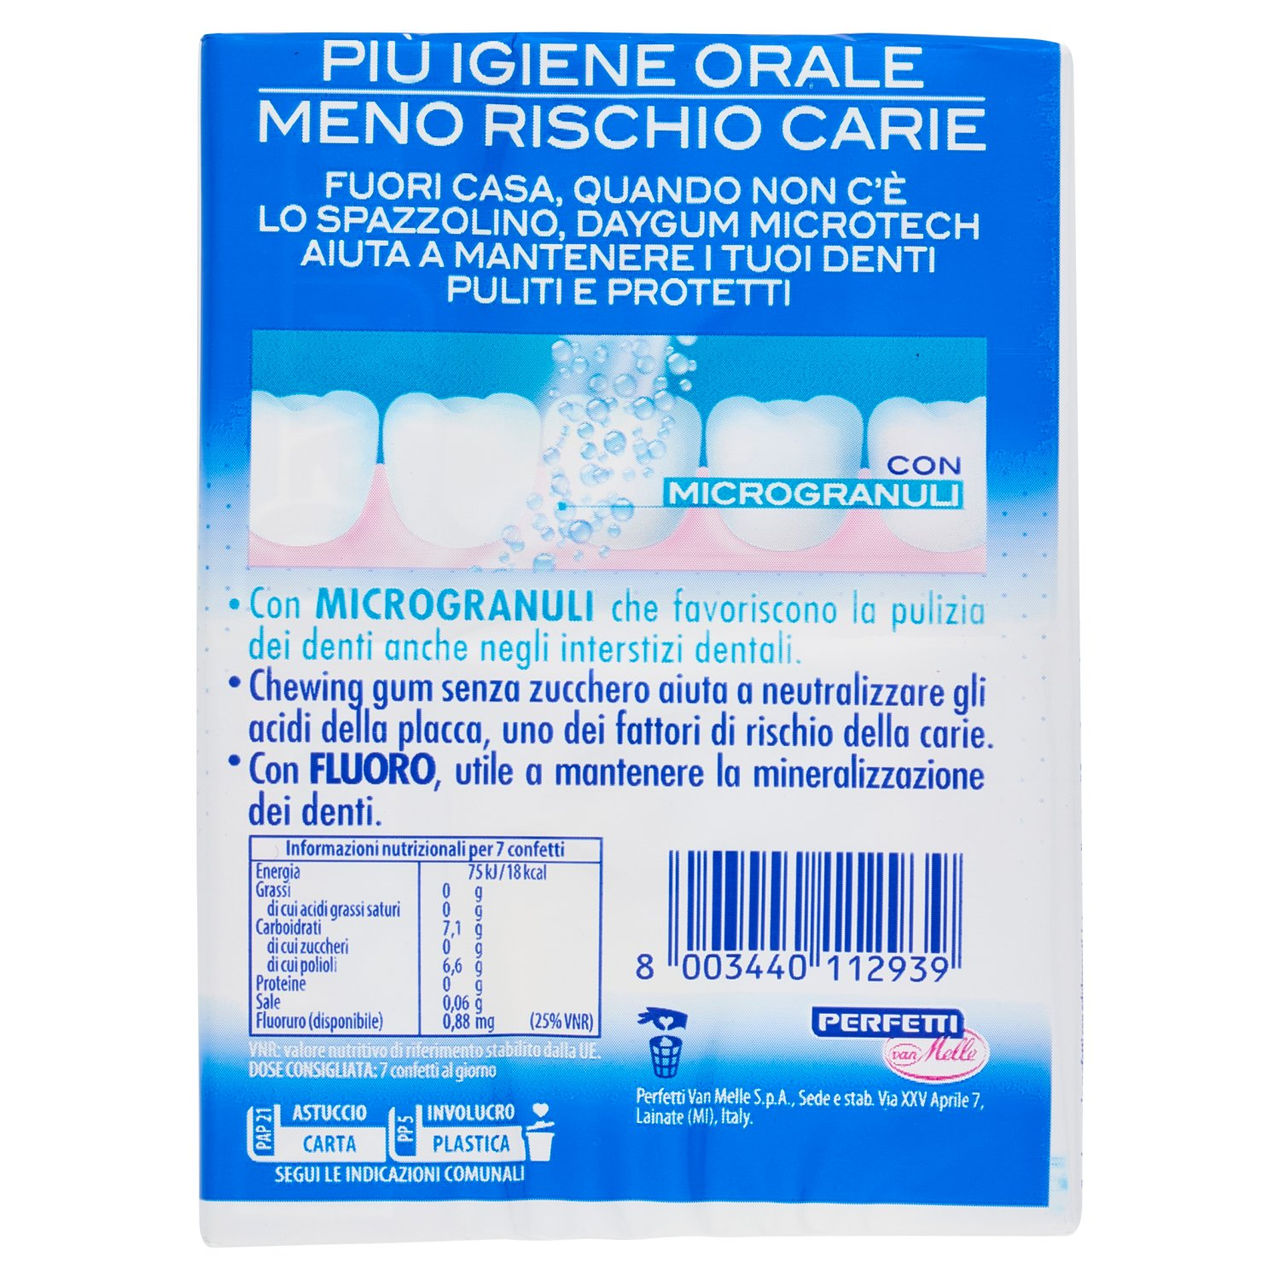 PIÙ IGIENE ORALE
MENO RISCHIO CARIE
FUORI CASA, QUANDO NON C'È
LO SPAZZOLINO, DAYGUM MICROTECH
AIUTA A MANTENERE I TUOI DENTI
PULITI E PROTETTI
CON
MICROGRANULI
• Con MICROGRANULI che favoriscono la pulizia
dei denti anche negli interstizi dentali.
• Chewing gum senza zucchero aiuta a neutralizzare gli
acidi della placca, uno dei fattori di rischio della carie.
• Con FLUORO, utile a mantenere la mineralizzazione
dei denti.
Informazioni nutrizionali per 7 confetti
Energia 75 kJ/18 kcal
Grassi 0 g
di cui acidi grassi saturi 0 g
Carboidrati 7,1 g
di cui zuccheri 0 g
di cui polioli 6,6 g
Proteine 0 g
Sale 0,06 g
Fluoruro (disponibile) 0,88 mg (25% VNR)
VNR: valore nutritivo di riferimento stabilito dalla UE.
DOSE CONSIGLIATA: 7 confetti al giorno
8 003440 112939
PERFETTI
van Melle
Perfetti Van Melle S.p.A., Sede e stab. Via XXV Aprile 7,
Lainate (MI), Italy.
PAP 21 ASTUCCIO
CARTA
PP 5 INVOLUCRO
PLASTICA
SEGUI LE INDICAZIONI COMUNALI